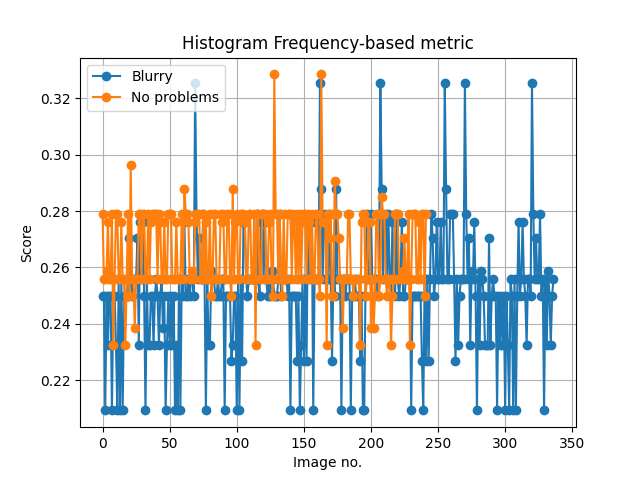 Histogram Frequency-based metric
Blurry
No problems
Score
0.32
0.30
0.28
0.26
0.24
0.22
0 50 100 150 200 250 300 350
Image no.